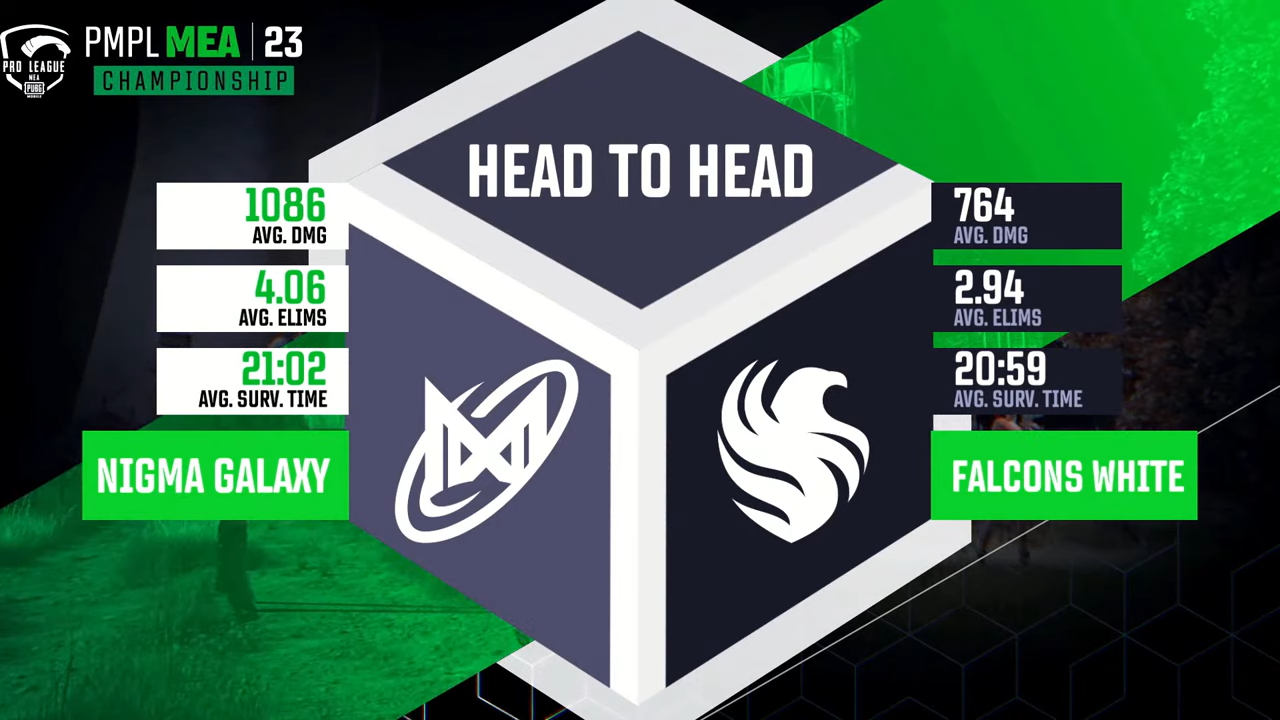 PMPL MEA | 23
CHAMPIONSHIP
PRO LEAGUE
MEA
PUBG
MOBILE
HEAD TO HEAD
1086
AVG. DMG
4.06
AVG. ELIMS
21:02
AVG. SURV. TIME
NIGMA GALAXY
764
AVG. DMG
2.94
AVG. ELIMS
20:59
AVG. SURV. TIME
FALCONS WHITE